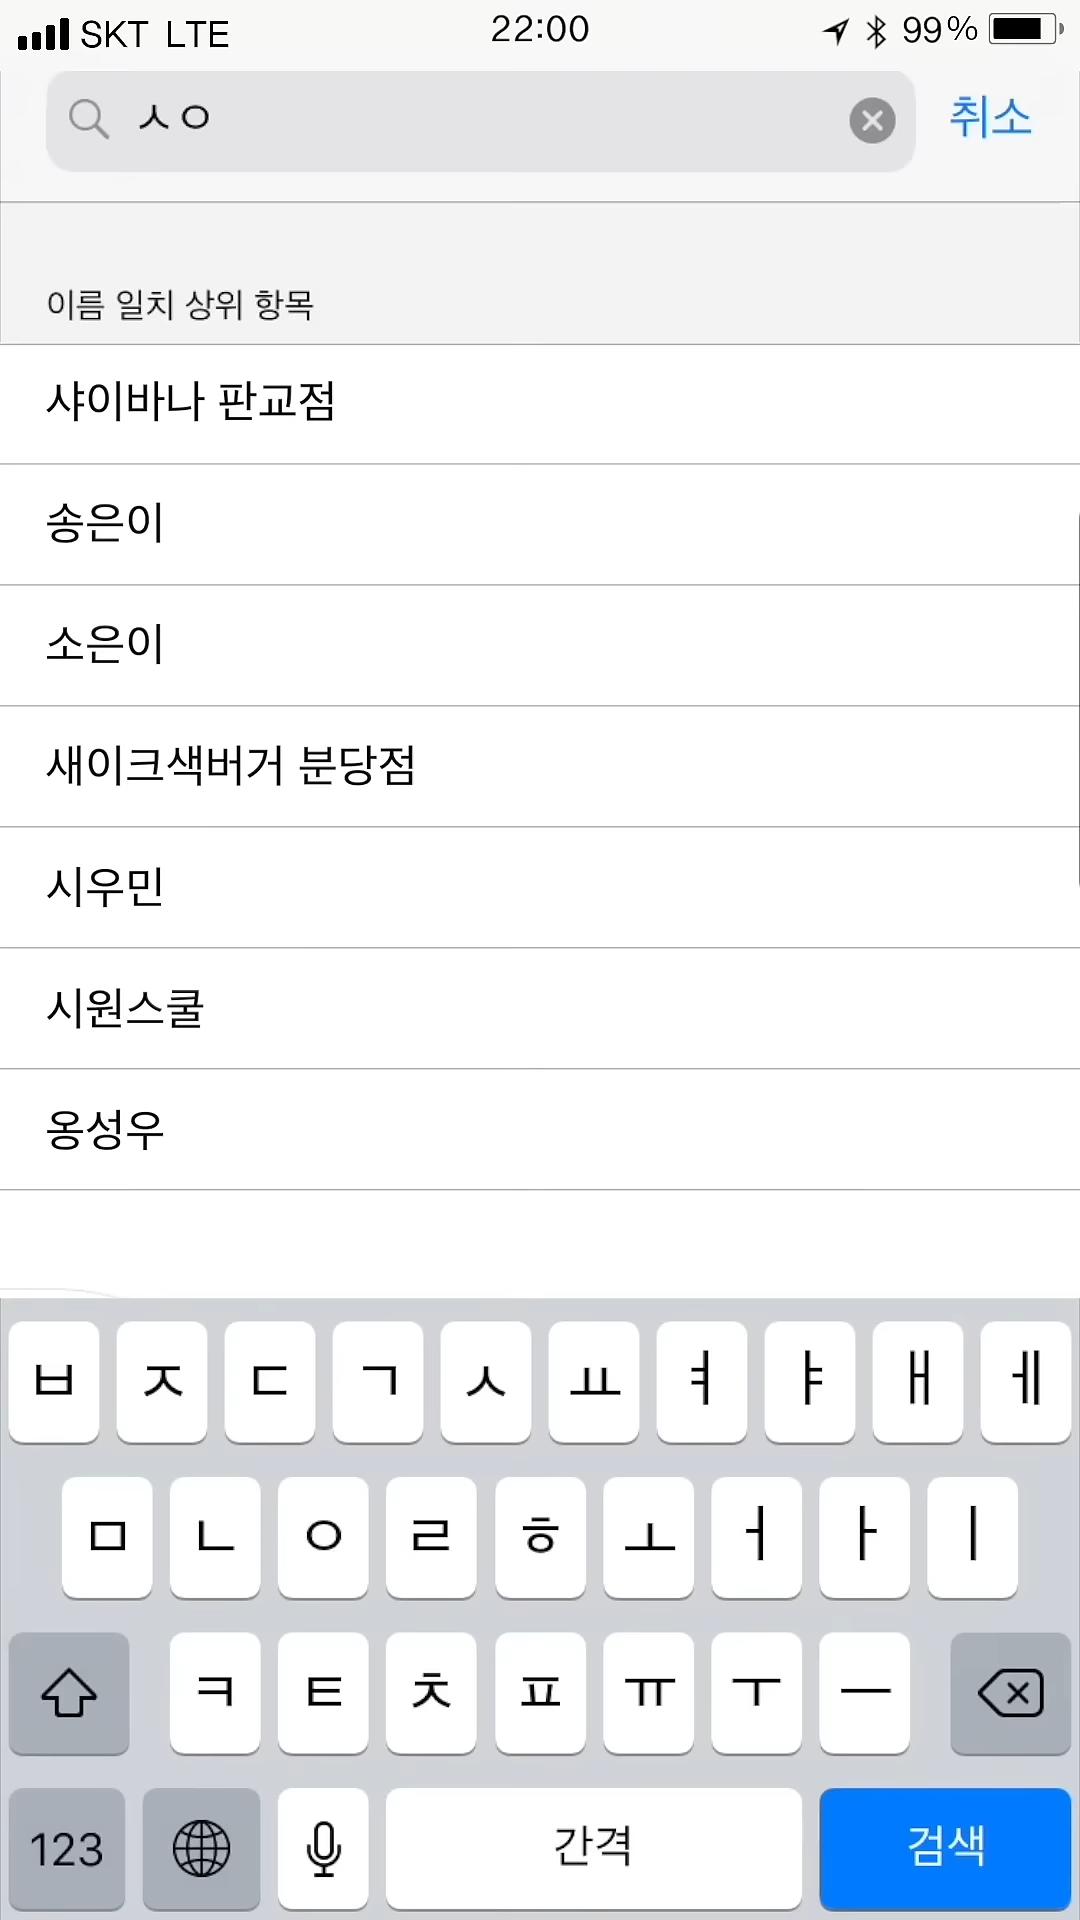 SKT LTE 22:00 99%
ㅅㅇ 취소
이름 일치 상위 항목
샤이바나 판교점
송은이
소은이
새이크색버거 분당점
시우민
시원스쿨
옹성우
ㅂ ㅈ ㄷ ㄱ ㅅ ㅛ ㅕ ㅑ ㅐ ㅔ
ㅁ ㄴ ㅇ ㄹ ㅎ ㅗ ㅓ ㅏ ㅣ
ㅋ ㅌ ㅊ ㅍ ㅠ ㅜ ㅡ
123 간격 검색